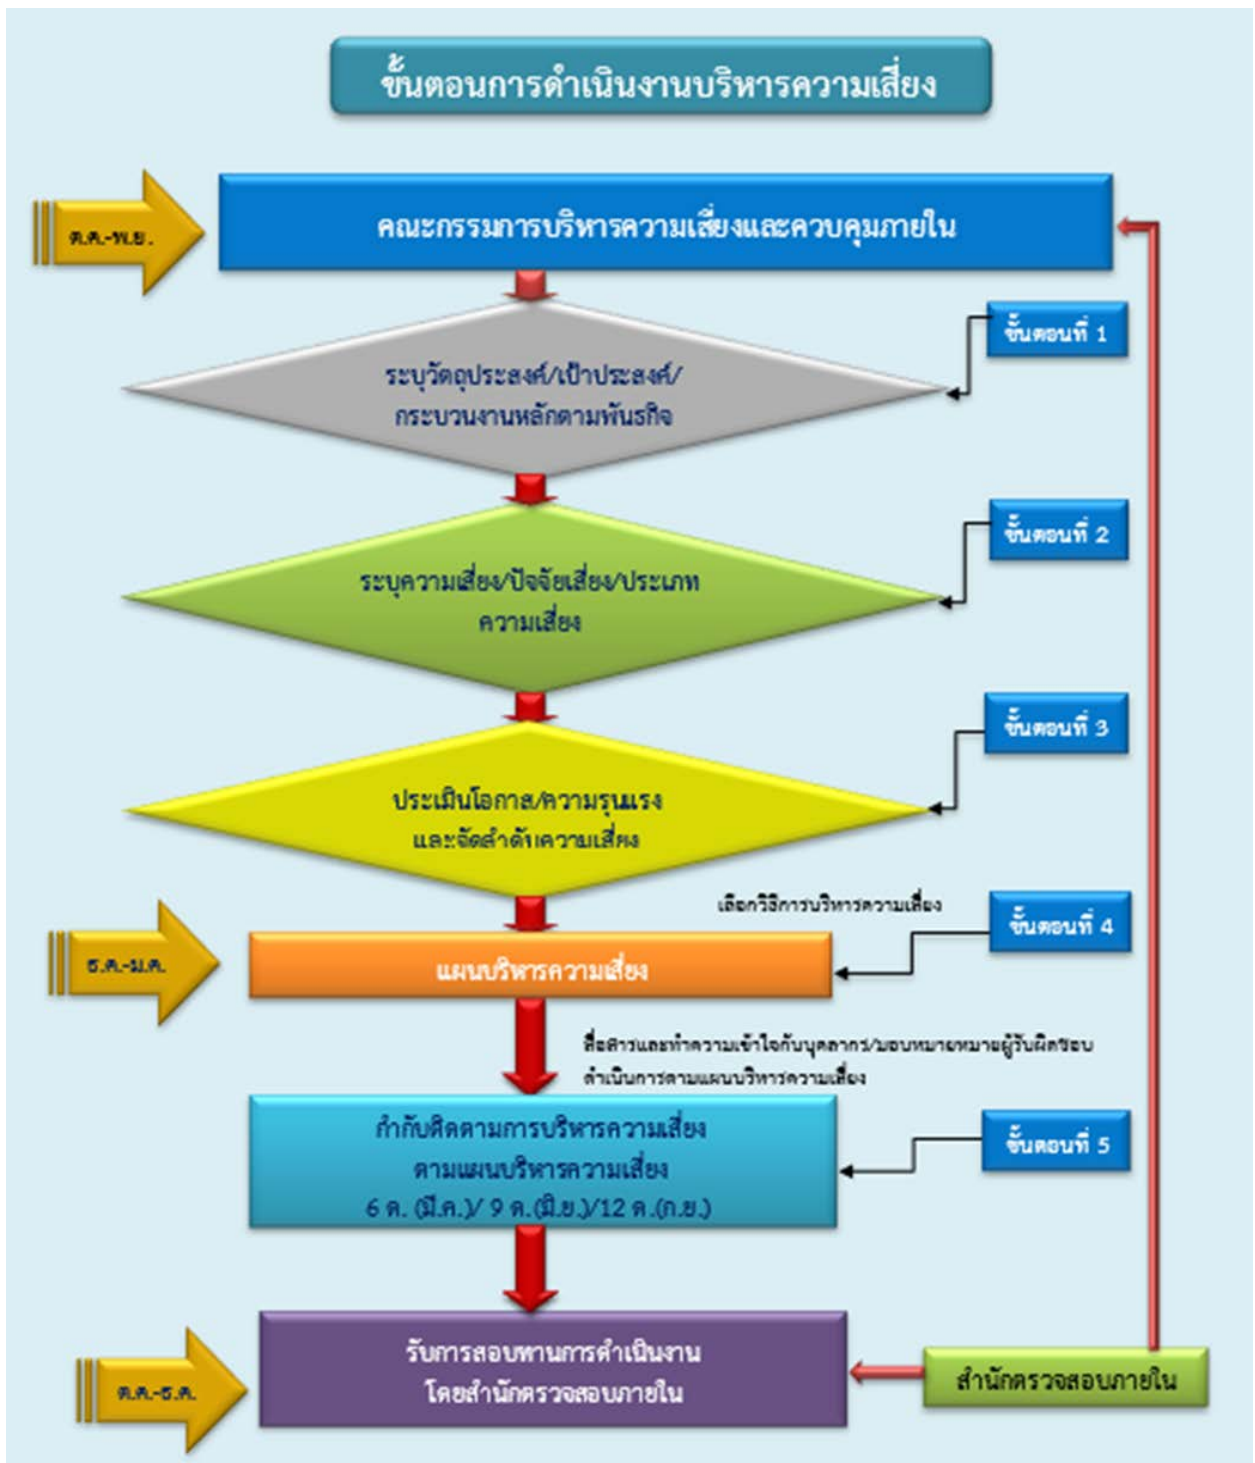 ขั้นตอนการดำเนินงานบริหารความเสี่ยง
ต.ค.-พ.ย.
คณะกรรมการบริหารความเสี่ยงและควบคุมภายใน
ขั้นตอนที่ 1
ระบุวัตถุประสงค์/เป้าประสงค์/
กระบวนงานหลักตามพันธกิจ
ขั้นตอนที่ 2
ระบุความเสี่ยง/ปัจจัยเสี่ยง/ประเภท
ความเสี่ยง
ขั้นตอนที่ 3
ประเมินโอกาส/ความรุนแรง
และจัดลำดับความเสี่ยง
เลือกวิธีการบริหารความเสี่ยง
ขั้นตอนที่ 4
ธ.ค.-ม.ค.
แผนบริหารความเสี่ยง
สื่อสารและทำความเข้าใจกับบุคลากร/มอบหมายหมายผู้รับผิดชอบ
ดำเนินการตามแผนบริหารความเสี่ยง
กำกับติดตามการบริหารความเสี่ยง
ตามแผนบริหารความเสี่ยง
6 ด. (มี.ค.)/ 9 ด.(มิ.ย.)/12 ด.(ก.ย.)
ขั้นตอนที่ 5
รับการสอบทานการดำเนินงาน
โดยสำนักตรวจสอบภายใน
ต.ค.-ธ.ค.
สำนักตรวจสอบภายใน